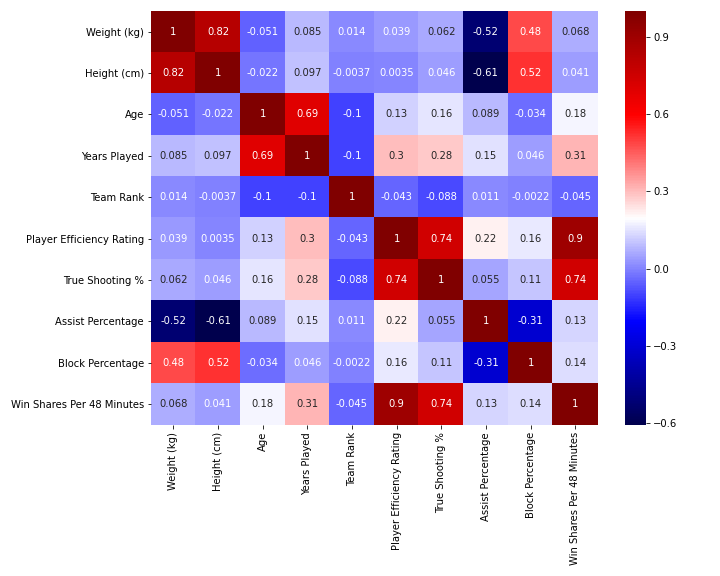 Weight (kg) 1 0.82 -0.051 0.085 0.014 0.039 0.062 -0.52 0.48 0.068
Height (cm) 0.82 1 -0.022 0.097 -0.0037 0.0035 0.046 -0.61 0.52 0.041
Age -0.051 -0.022 1 0.69 -0.1 0.13 0.16 0.089 -0.034 0.18
Years Played 0.085 0.097 0.69 1 -0.1 0.3 0.28 0.15 0.046 0.31
Team Rank 0.014 -0.0037 -0.1 -0.1 1 -0.043 -0.088 0.011 -0.0022 -0.045
Player Efficiency Rating 0.039 0.0035 0.13 0.3 -0.043 1 0.74 0.22 0.16 0.9
True Shooting % 0.062 0.046 0.16 0.28 -0.088 0.74 1 0.055 0.11 0.74
Assist Percentage -0.52 -0.61 0.089 0.15 0.011 0.22 0.055 1 -0.31 0.13
Block Percentage 0.48 0.52 -0.034 0.046 -0.0022 0.16 0.11 -0.31 1 0.14
Win Shares Per 48 Minutes 0.068 0.041 0.18 0.31 -0.045 0.9 0.74 0.13 0.14 1
Weight (kg)
Height (cm)
Age
Years Played
Team Rank
Player Efficiency Rating
True Shooting %
Assist Percentage
Block Percentage
Win Shares Per 48 Minutes
0.9
0.6
0.3
0.0
−0.3
−0.6